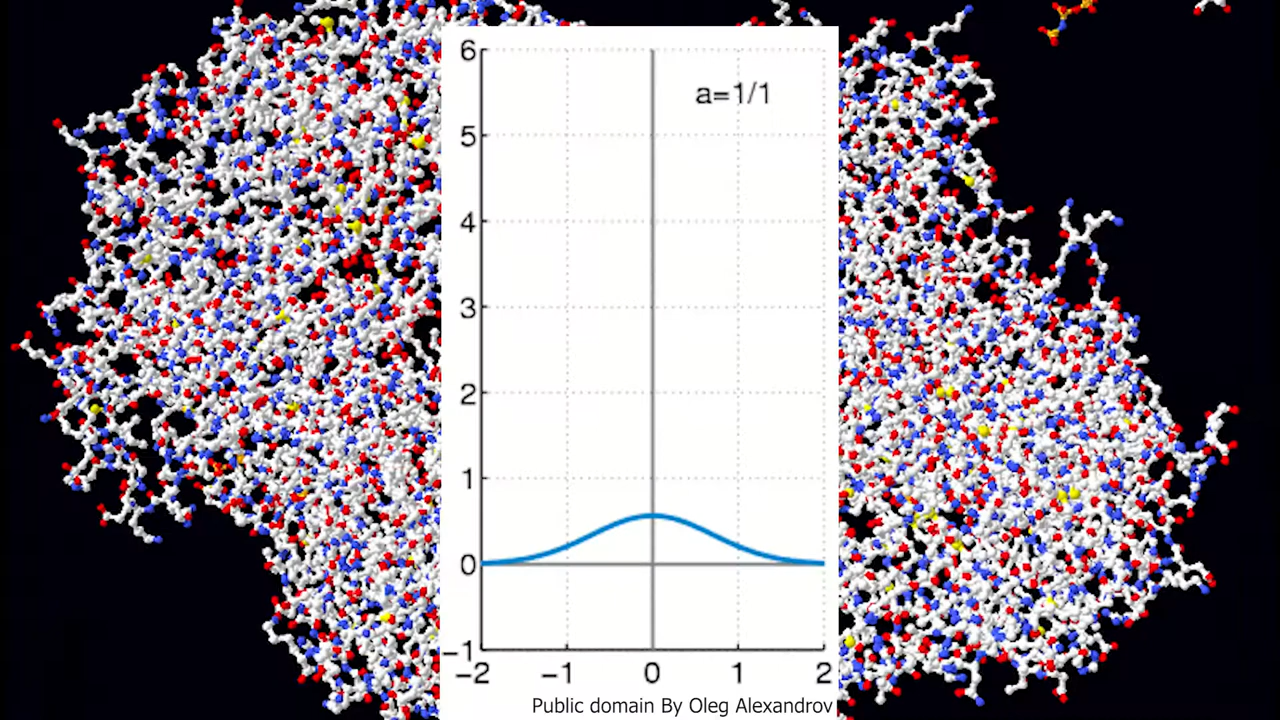 6
a=1/1
5
4
3
2
1
0
−1
−2 −1 0 1 2
Public domain By Oleg Alexandrov